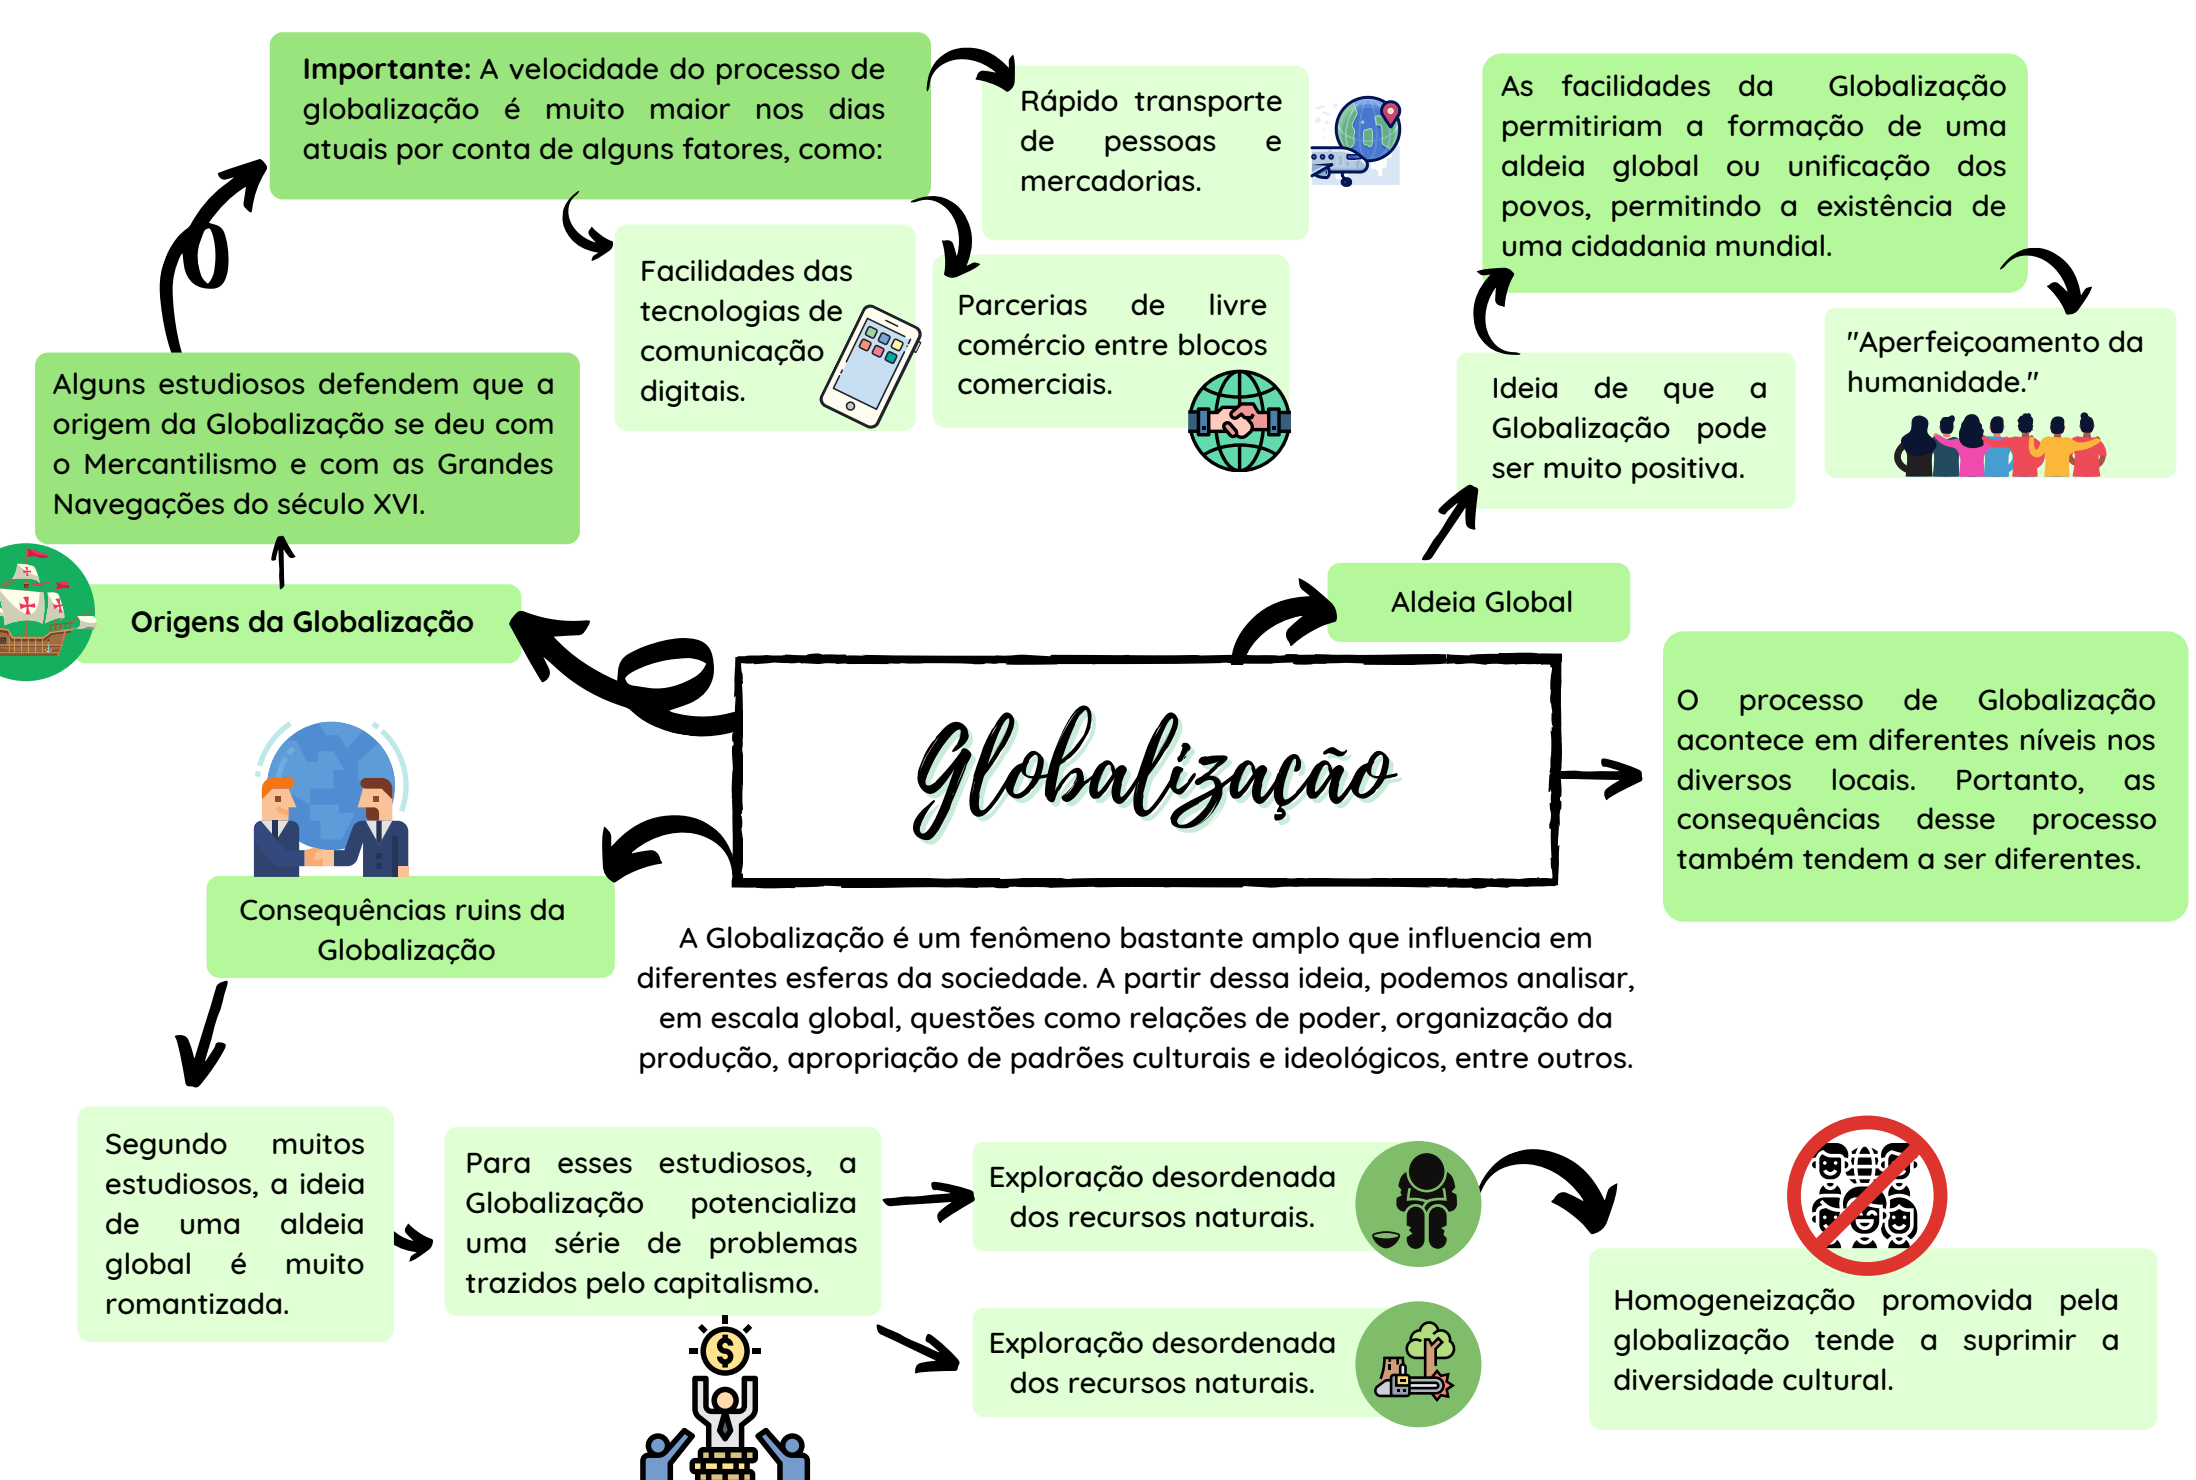 Importante: A velocidade do processo de
globalização é muito maior nos dias
atuais por conta de alguns fatores, como:
Rápido transporte
de pessoas e
mercadorias.
Facilidades das
tecnologias de
comunicação
digitais.
Parcerias de livre
comércio entre blocos
comerciais.
As facilidades da Globalização
permitiriam a formação de uma
aldeia global ou unificação dos
povos, permitindo a existência de
uma cidadania mundial.
"Aperfeiçoamento da
humanidade."
Ideia de que a
Globalização pode
ser muito positiva.
Alguns estudiosos defendem que a
origem da Globalização se deu com
o Mercantilismo e com as Grandes
Navegações do século XVI.
Origens da Globalização
Aldeia Global
Globalização
O processo de Globalização
acontece em diferentes níveis nos
diversos locais. Portanto, as
consequências desse processo
também tendem a ser diferentes.
Consequências ruins da
Globalização
A Globalização é um fenômeno bastante amplo que influencia em
diferentes esferas da sociedade. A partir dessa ideia, podemos analisar,
em escala global, questões como relações de poder, organização da
produção, apropriação de padrões culturais e ideológicos, entre outros.
Segundo muitos
estudiosos, a ideia
de uma aldeia
global é muito
romantizada.
Para esses estudiosos, a
Globalização potencializa
uma série de problemas
trazidos pelo capitalismo.
$
Exploração desordenada
dos recursos naturais.
Exploração desordenada
dos recursos naturais.
Homogeneização promovida pela
globalização tende a suprimir a
diversidade cultural.